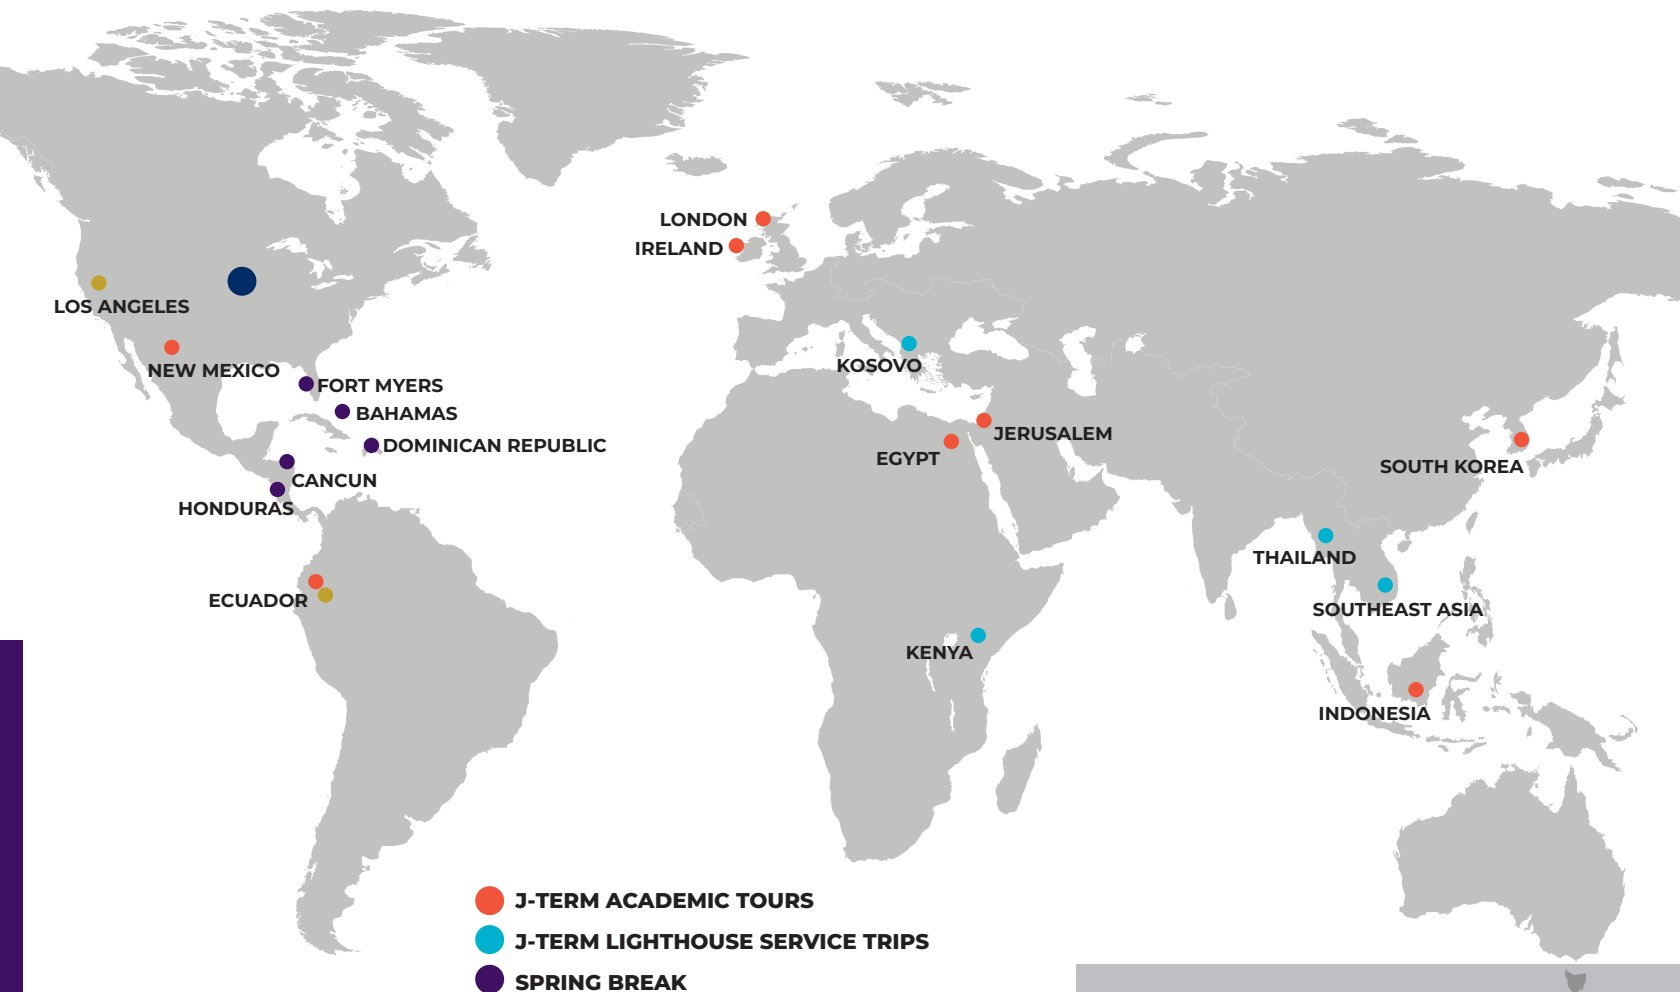 LONDON
IRELAND
LOS ANGELES
NEW MEXICO
KOSOVO
FORT MYERS
BAHAMAS
JERUSALEM
DOMINICAN REPUBLIC
EGYPT
SOUTH KOREA
CANCUN
HONDURAS
THAILAND
ECUADOR
SOUTHEAST ASIA
KENYA
INDONESIA
J-TERM ACADEMIC TOURS
J-TERM LIGHTHOUSE SERVICE TRIPS
SPRING BREAK